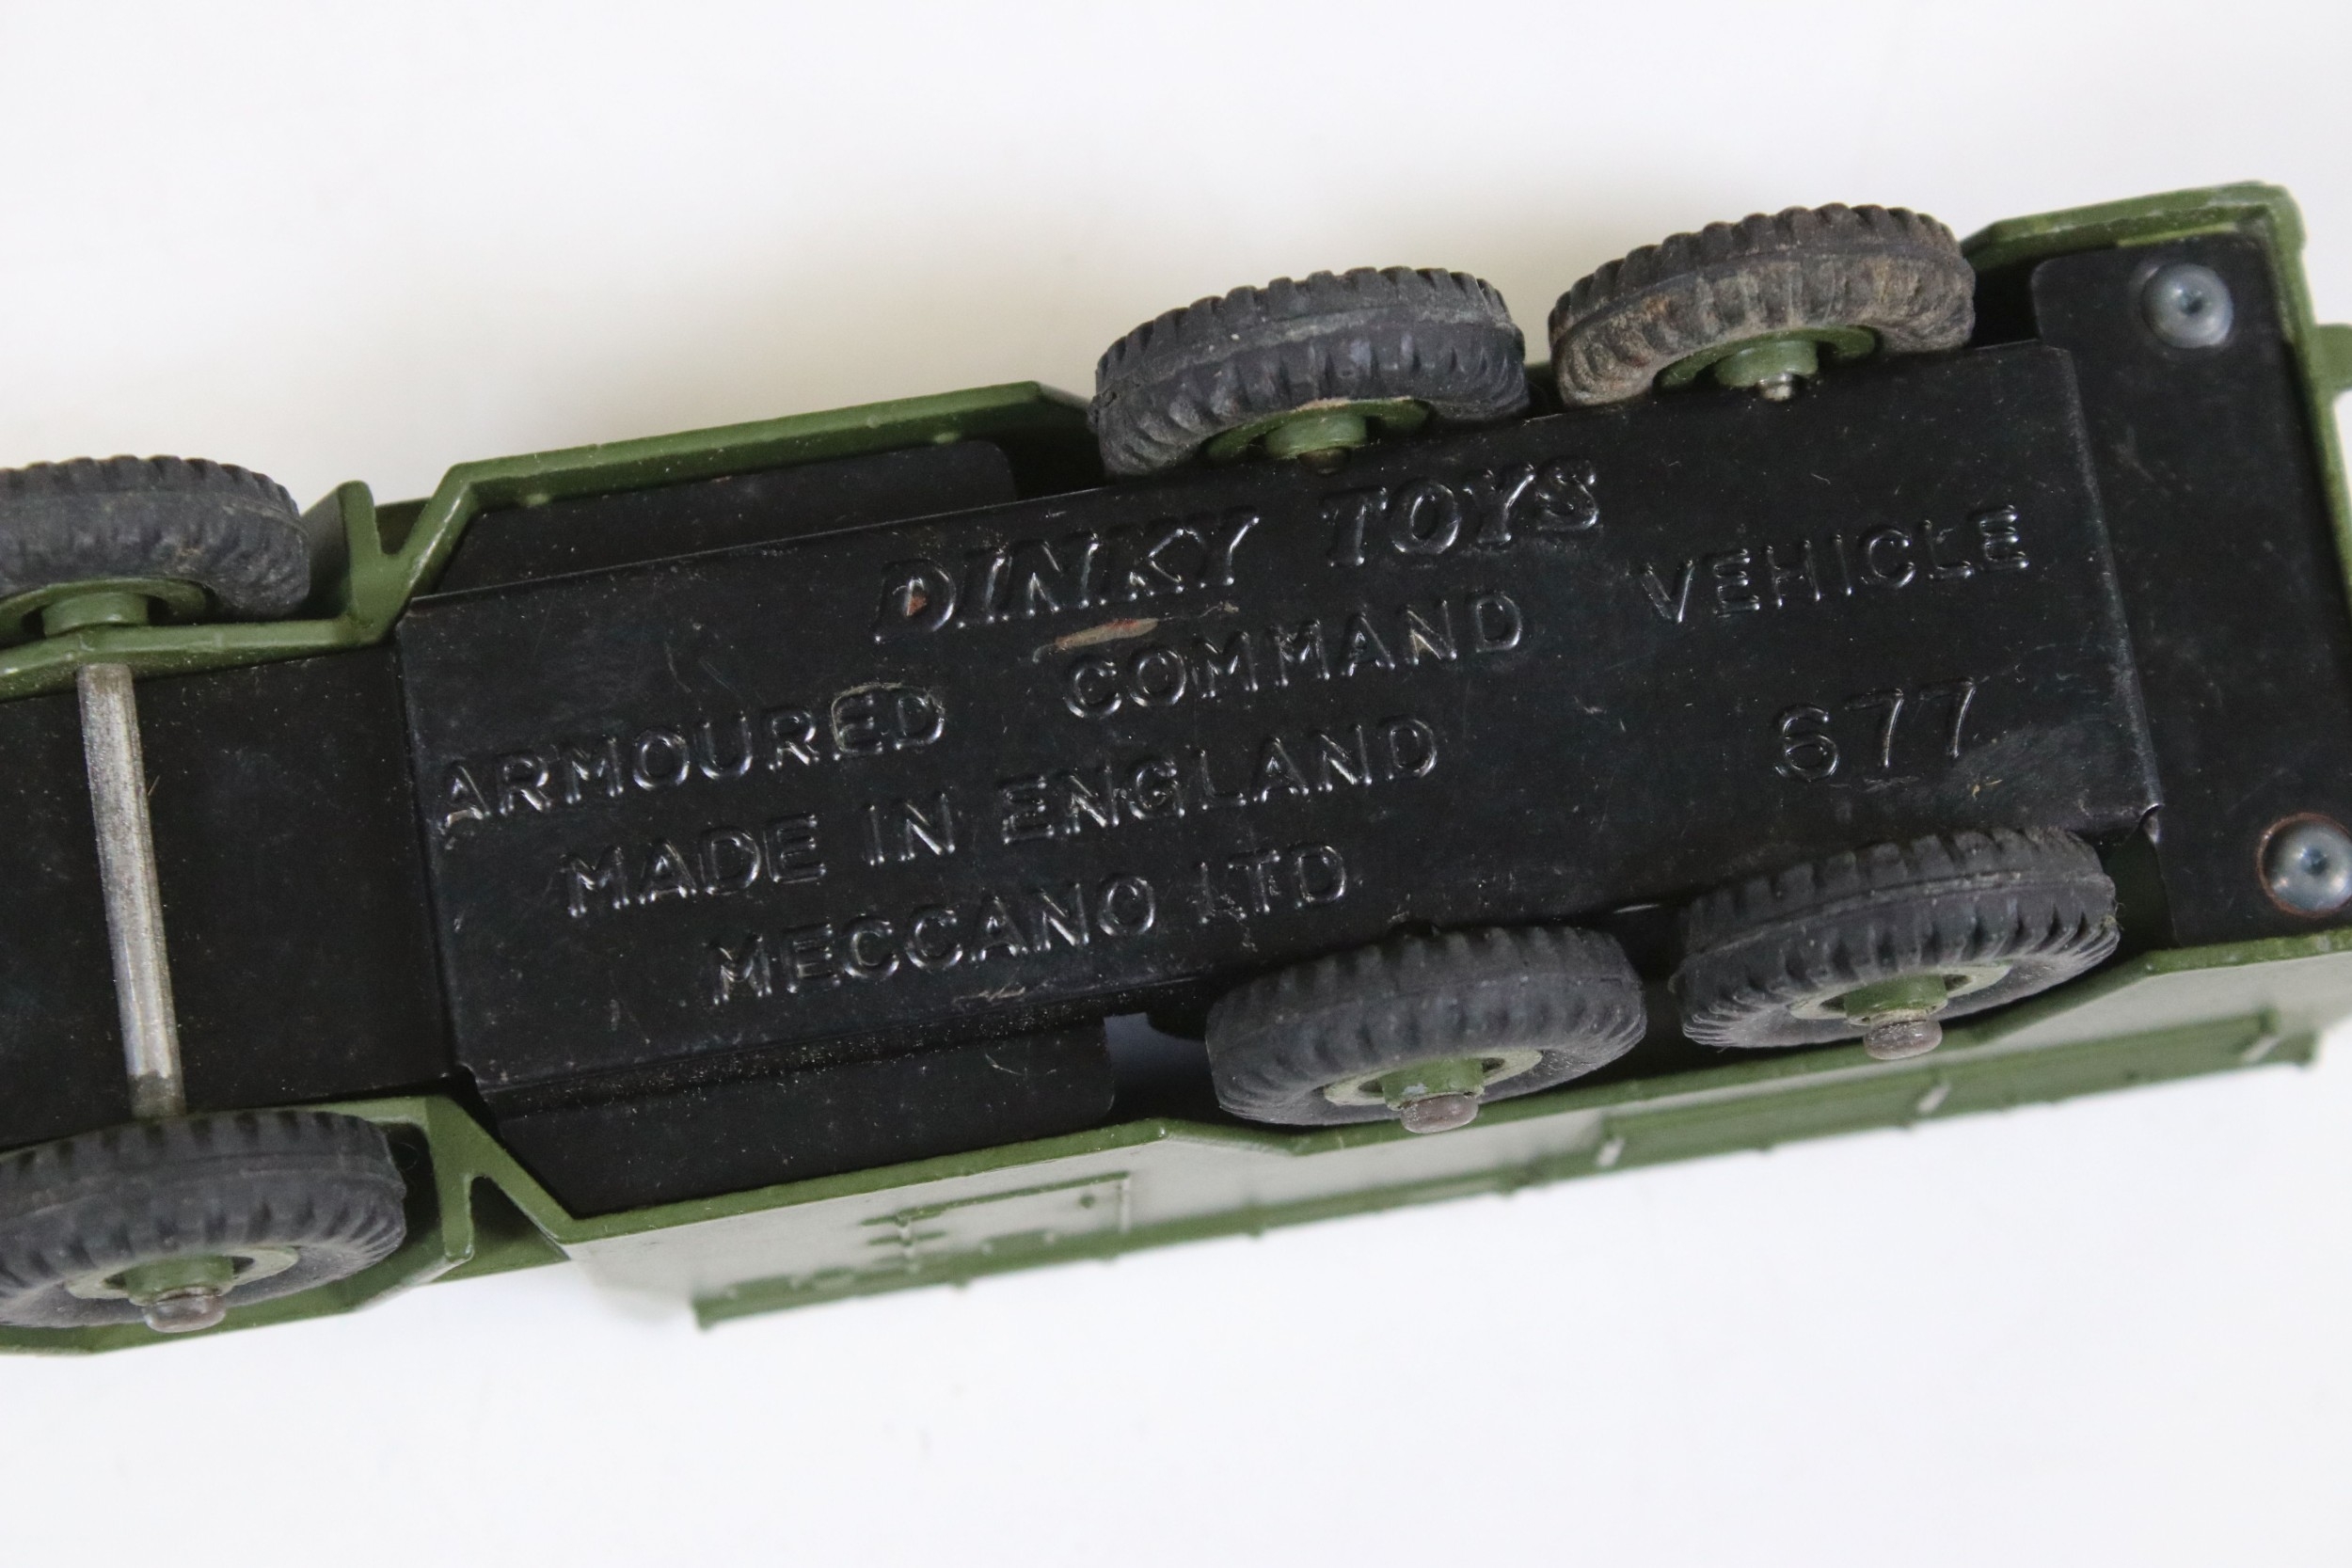 DINKY TOYS
ARMOURED COMMAND VEHICLE
MADE IN ENGLAND 677
MECCANO LTD